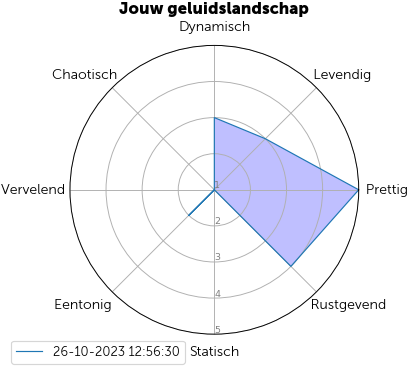 Jouw geluidslandschap
Dynamisch
Chaotisch
Levendig
Vervelend
1
Prettig
2
3
4
Eentonig
Rustgevend
5
26-10-2023 12:56:30
Statisch